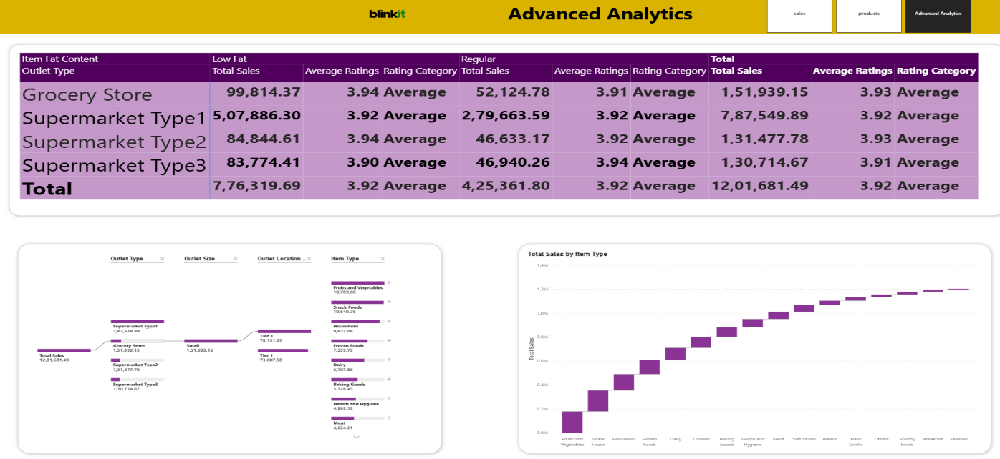 blinkit
Advanced Analytics
sales
products
Advanced Analytics
Item Fat Content Low Fat Regular Total
Outlet Type Total Sales Average Ratings Rating Category Total Sales Average Ratings Rating Category Total Sales Average Ratings Rating Category
Grocery Store 99,814.37 3.94 Average 52,124.78 3.91 Average 1,51,939.15 3.93 Average
Supermarket Type1 5,07,886.30 3.92 Average 2,79,663.59 3.92 Average 7,87,549.89 3.92 Average
Supermarket Type2 84,844.61 3.94 Average 46,633.17 3.92 Average 1,31,477.78 3.93 Average
Supermarket Type3 83,774.41 3.90 Average 46,940.26 3.94 Average 1,30,714.67 3.91 Average
Total 7,76,319.69 3.92 Average 4,25,361.80 3.92 Average 12,01,681.49 3.92 Average
Outlet Type Outlet Size Outlet Location ... Item Type
Total Sales
12,01,681.49
Supermarket Type1
7,87,549.89
Grocery Store
1,51,939.15
Supermarket Type2
1,31,477.78
Supermarket Type3
1,30,714.67
Small
1,51,939.15
Tier 2
78,131.57
Tier 1
73,807.58
Fruits and Vegetables
10,789.68
Snack Foods
10,649.76
Household
9,822.08
Frozen Foods
7,359.79
Dairy
6,707.86
Baking Goods
5,328.45
Health and Hygiene
4,993.13
Meat
4,624.21
Total Sales by Item Type
Total Sales
1.4M
1.2M
1.0M
0.8M
0.6M
0.4M
0.2M
0.0M
Fruits and Vegetables
Snack Foods
Household
Frozen Foods
Dairy
Canned
Baking Goods
Health and Hygiene
Meat
Soft Drinks
Breads
Hard Drinks
Others
Starchy Foods
Breakfast
Seafood